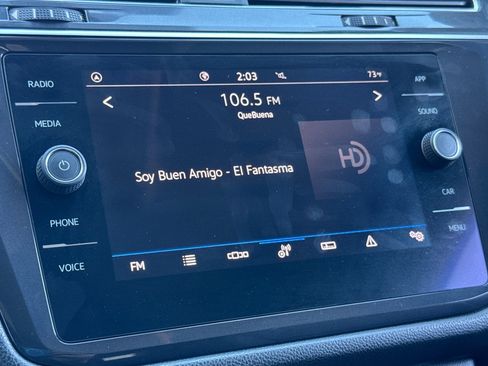 RADIO
MEDIA
PHONE
VOICE
2:03
73°F
106.5 FM
QueBuena
Soy Buen Amigo - El Fantasma
HD
FM
APP
SOUND
CAR
MENU